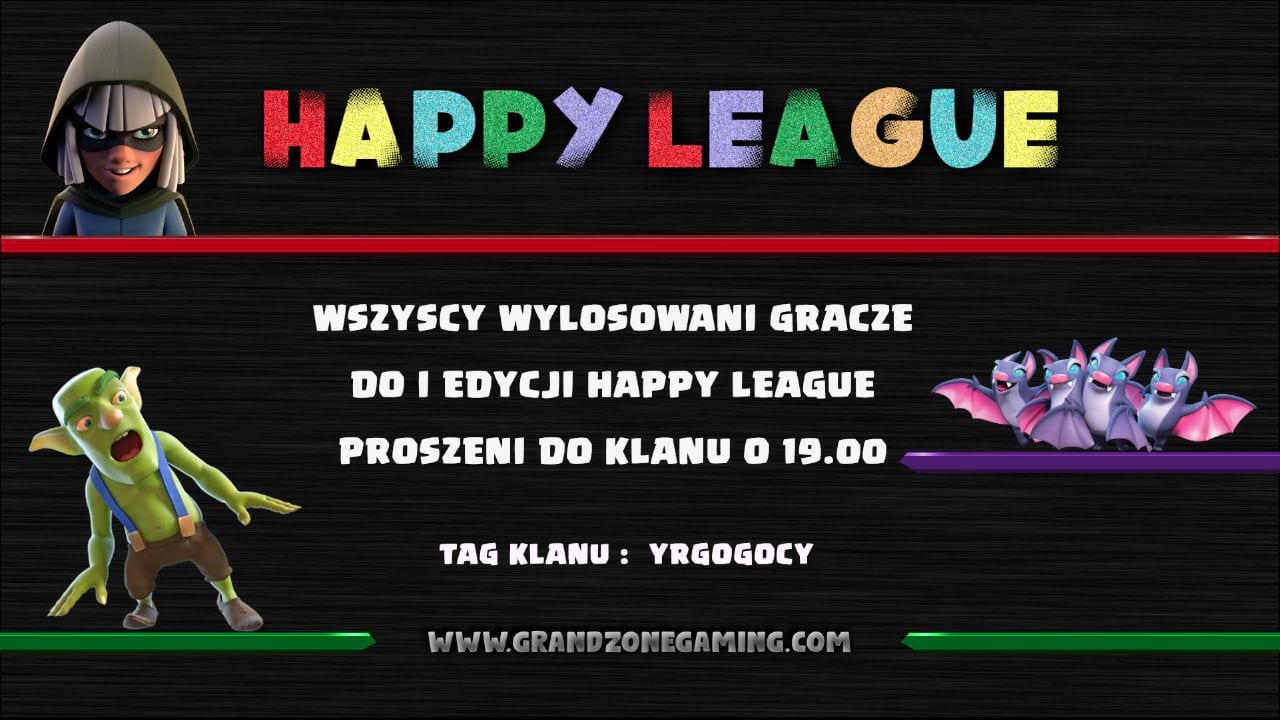 HAPPY LEAGUE
WSZYSCY WYLOSOWANI GRACZE
DO I EDYCJI HAPPY LEAGUE
PROSZENI DO KLANU O 19.00
TAG KLANU : YRGOGOCY
WWW.GRANDZONEGAMING.COM